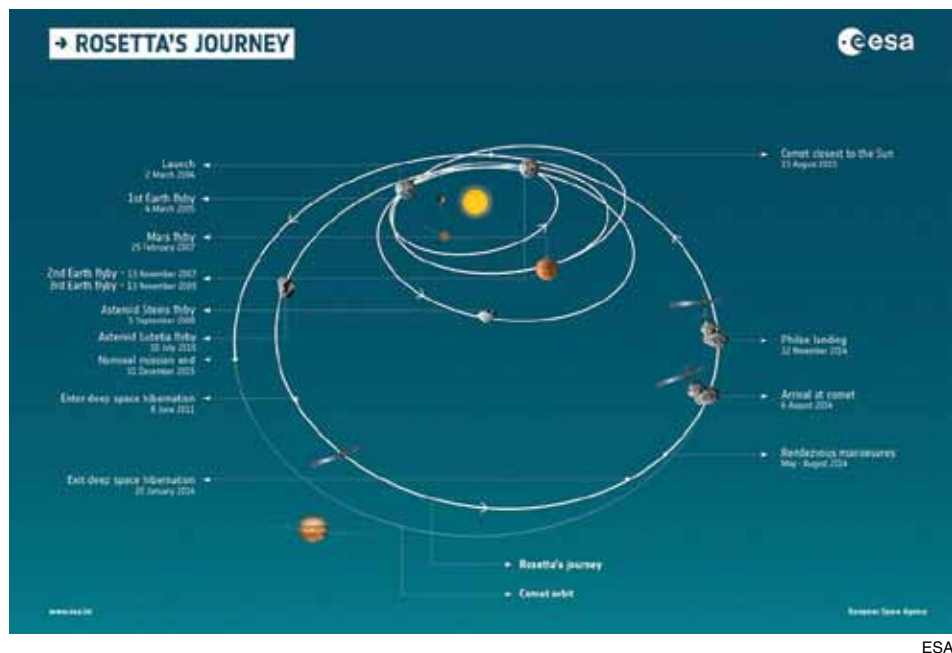 → ROSETTA'S JOURNEY
esa
Launch
2 March 2004
1st Earth flyby
4 March 2005
Mars flyby
25 February 2007
2nd Earth flyby - 13 November 2007
3rd Earth flyby - 13 November 2009
Asteroid Steins flyby
5 September 2008
Asteroid Lutetia flyby
10 July 2010
Nominal mission end
31 December 2015
Enter deep space hibernation
8 June 2011
Exit deep space hibernation
20 January 2014
Comet closest to the Sun
13 August 2015
Philae landing
12 November 2014
Arrival at comet
6 August 2014
Rendezvous manoeuvres
May - August 2014
Rosetta's journey
Comet orbit
www.esa.int
European Space Agency
ESA